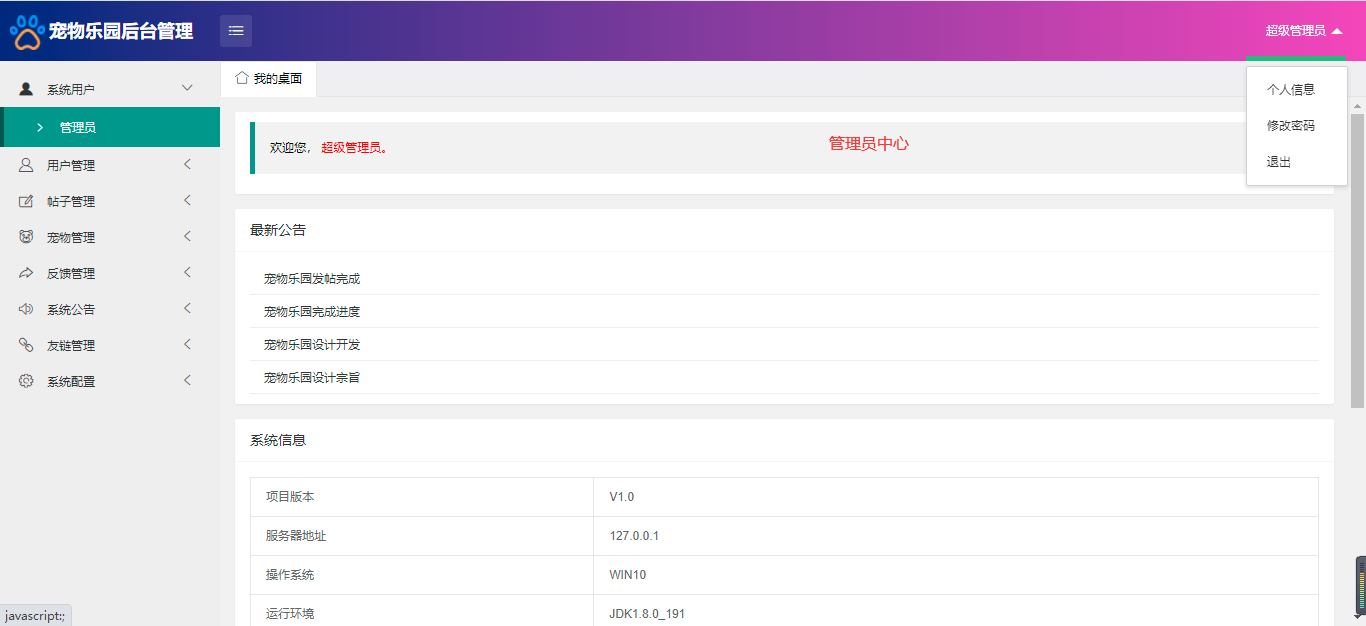 宠物乐园后台管理
超级管理员
个人信息
修改密码
退出
系统用户
管理员
用户管理
帖子管理
宠物管理
反馈管理
系统公告
友链管理
系统配置
我的桌面
欢迎您， 超级管理员。
管理员中心
最新公告
宠物乐园发帖完成
宠物乐园完成进度
宠物乐园设计开发
宠物乐园设计宗旨
系统信息
项目版本 V1.0
服务器地址 127.0.0.1
操作系统 WIN10
运行环境 JDK1.8.0_191
javascript:;